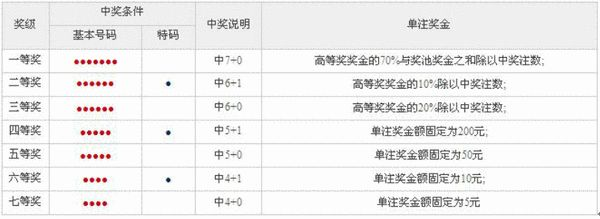 奖级 中奖条件 中奖说明 单注奖金
基本号码 特码
一等奖 中7+0 高等奖奖金的70%与奖池奖金之和除以中奖注数;
二等奖 中6+1 高等奖奖金的10%除以中奖注数;
三等奖 中6+0 高等奖奖金的20%除以中奖注数;
四等奖 中5+1 单注奖金额固定为200元;
五等奖 中5+0 单注奖金额固定为50元
六等奖 中4+1 单注奖金额固定为10元;
七等奖 中4+0 单注奖金额固定为5元